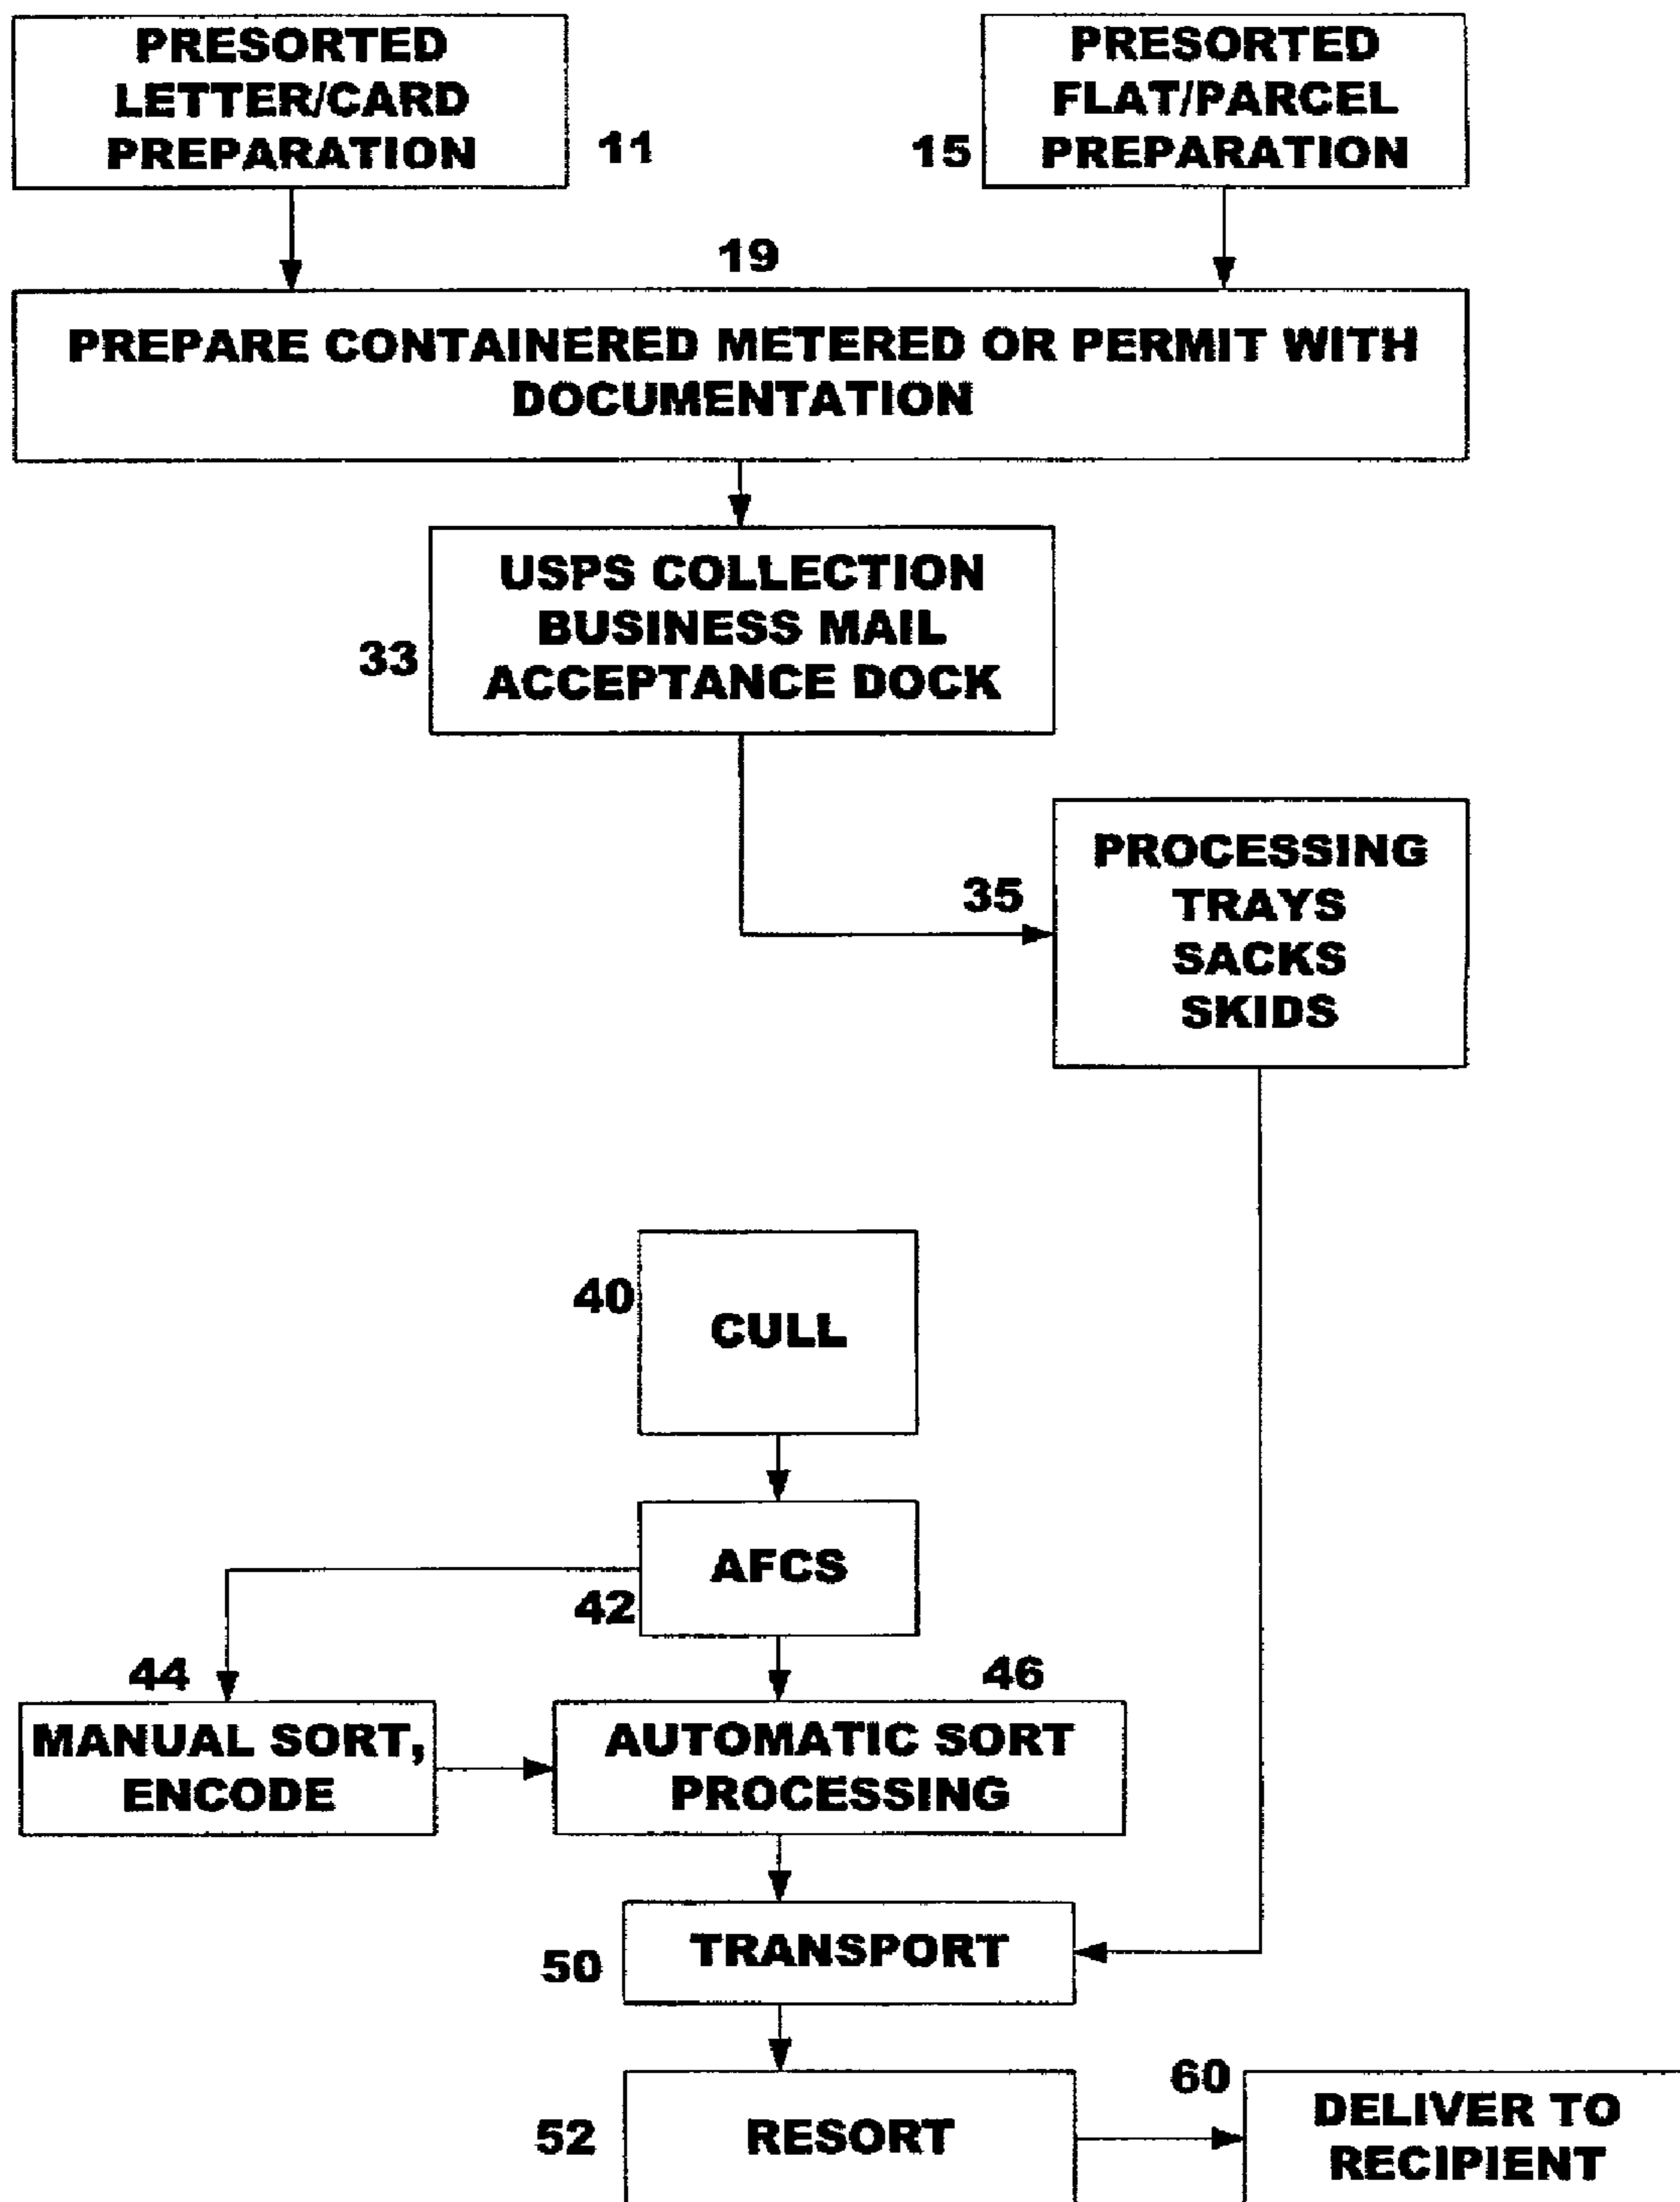 PRESORTED
LETTER/CARD
PREPARATION
11
PRESORTED
FLAT/PARCEL
PREPARATION
15
19
PREPARE CONTAINERED METERED OR PERMIT WITH
DOCUMENTATION
USPS COLLECTION
BUSINESS MAIL
ACCEPTANCE DOCK
33
35
PROCESSING
TRAYS
SACKS
SKIDS
40
CULL
AFCS
42
44
46
MANUAL SORT,
ENCODE
AUTOMATIC SORT
PROCESSING
50
TRANSPORT
52
RESORT
60
DELIVER TO
RECIPIENT